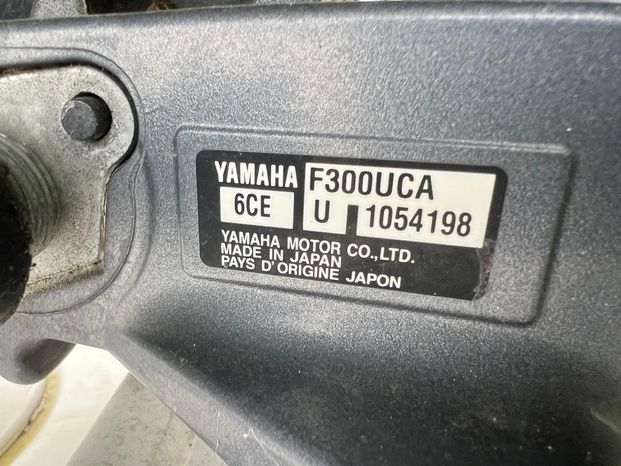 YAMAHA F300UCA
6CE U 1054198
YAMAHA MOTOR CO.,LTD.
MADE IN JAPAN
PAYS D'ORIGINE JAPON